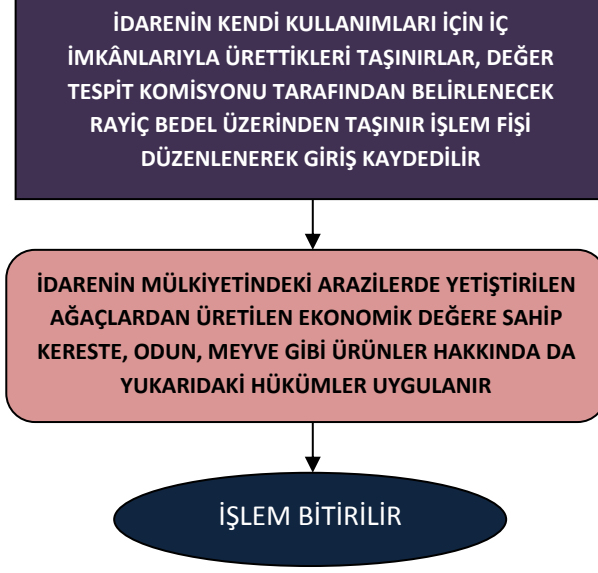 İDARENİN KENDİ KULLANIMLARI İÇİN İÇ
İMKÂNLARIYLA ÜRETTİKLERİ TAŞINIRLAR, DEĞER
TESPİT KOMİSYONU TARAFINDAN BELİRLENECEK
RAYİÇ BEDEL ÜZERİNDEN TAŞINIR İŞLEM FİŞİ
DÜZENLENEREK GİRİŞ KAYDEDİLİR
İDARENİN MÜLKİYETİNDEKİ ARAZİLERDE YETİŞTİRİLEN
AĞAÇLARDAN ÜRETİLEN EKONOMİK DEĞERE SAHİP
KERESTE, ODUN, MEYVE GİBİ ÜRÜNLER HAKKINDA DA
YUKARIDAKİ HÜKÜMLER UYGULANIR
İŞLEM BİTİRİLİR